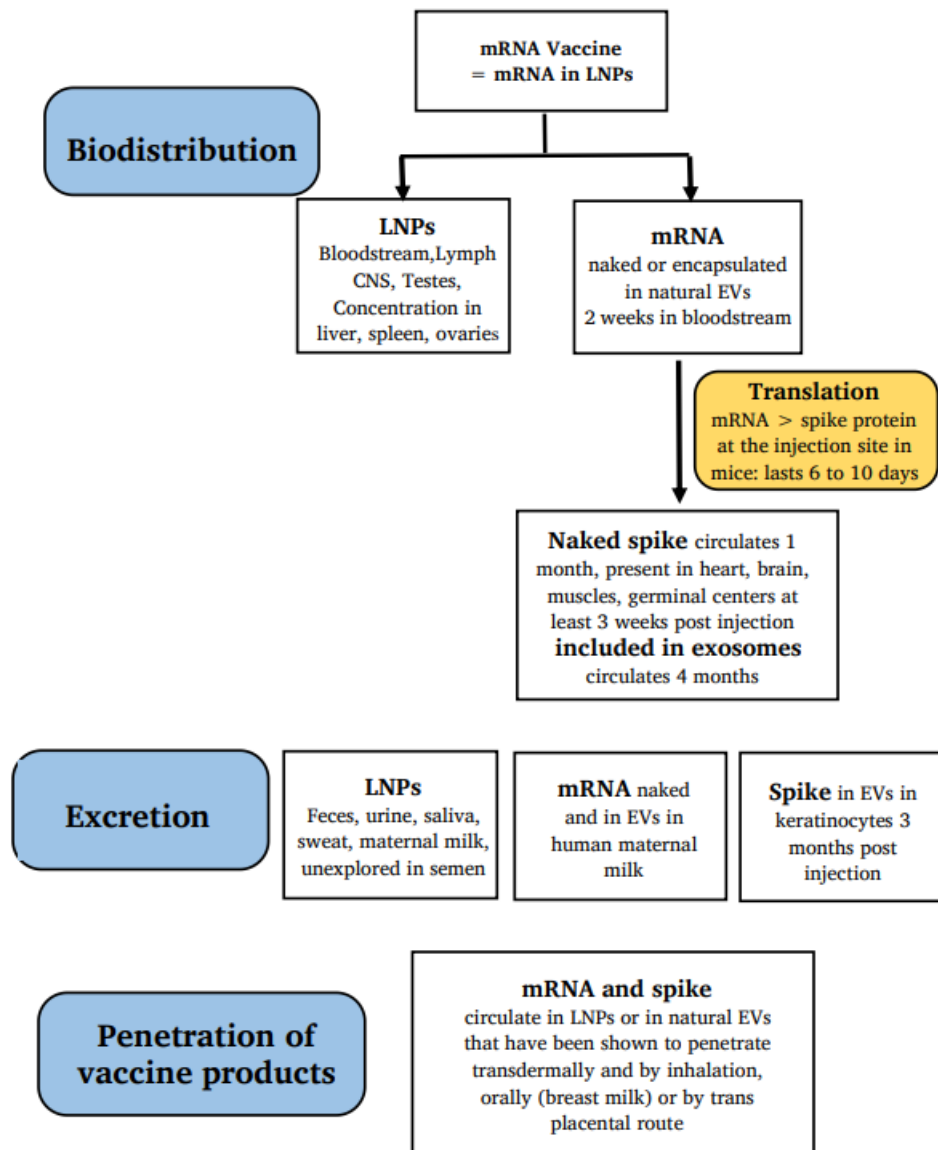 mRNA Vaccine
= mRNA in LNPs
Biodistribution
LNPs
Bloodstream,Lymph
CNS, Testes,
Concentration in
liver, spleen, ovaries
mRNA
naked or encapsulated
in natural EVs
2 weeks in bloodstream
Translation
mRNA > spike protein
at the injection site in
mice: lasts 6 to 10 days
Naked spike circulates 1
month, present in heart, brain,
muscles, germinal centers at
least 3 weeks post injection
included in exosomes
circulates 4 months
Excretion
LNPs
Feces, urine, saliva,
sweat, maternal milk,
unexplored in semen
mRNA naked
and in EVs in
human maternal
milk
Spike in EVs in
keratinocytes 3
months post
injection
Penetration of
vaccine products
mRNA and spike
circulate in LNPs or in natural EVs
that have been shown to penetrate
transdermally and by inhalation,
orally (breast milk) or by trans
placental route